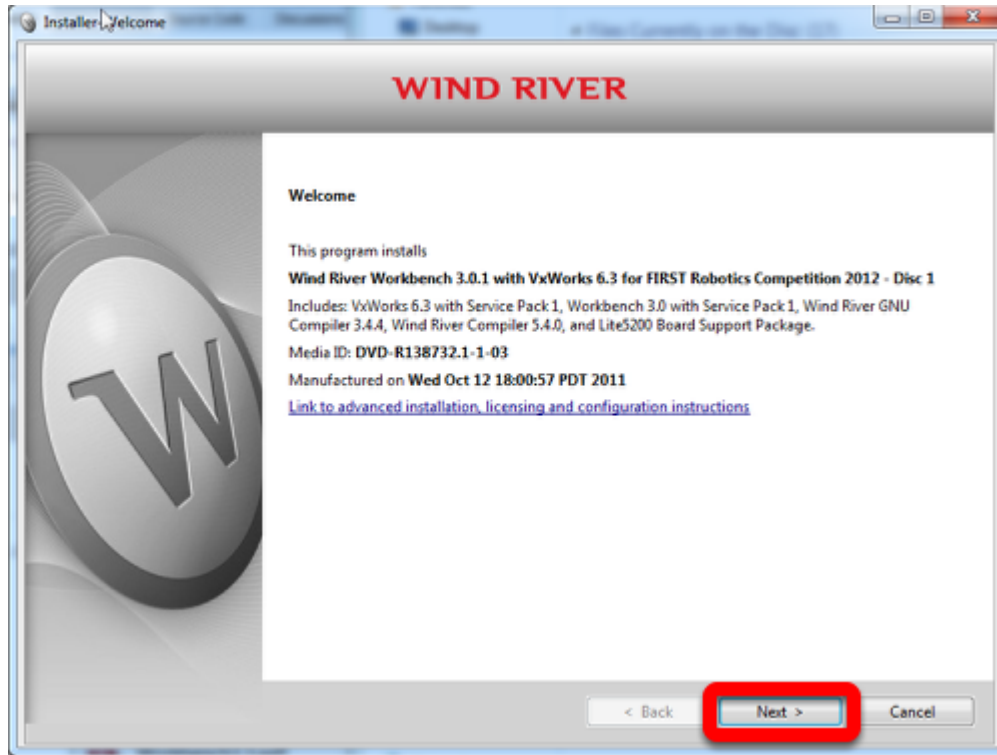 Installer Welcome
WIND RIVER
Welcome
This program installs
Wind River Workbench 3.0.1 with VxWorks 6.3 for FIRST Robotics Competition 2012 - Disc 1
Includes: VxWorks 6.3 with Service Pack 1, Workbench 3.0 with Service Pack 1, Wind River GNU
Compiler 3.4.4, Wind River Compiler 5.4.0, and Lite5200 Board Support Package.
Media ID: DVD-R138732.1-1-03
Manufactured on Wed Oct 12 18:00:57 PDT 2011
Link to advanced installation, licensing and configuration instructions
W
< Back Next > Cancel